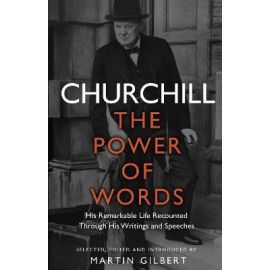 CHURCHILL
THE
POWER
OF
WORDS
His Remarkable Life Recounted
Through His Writings and Speeches
SELECTED, EDITED AND INTRODUCED BY
MARTIN GILBERT